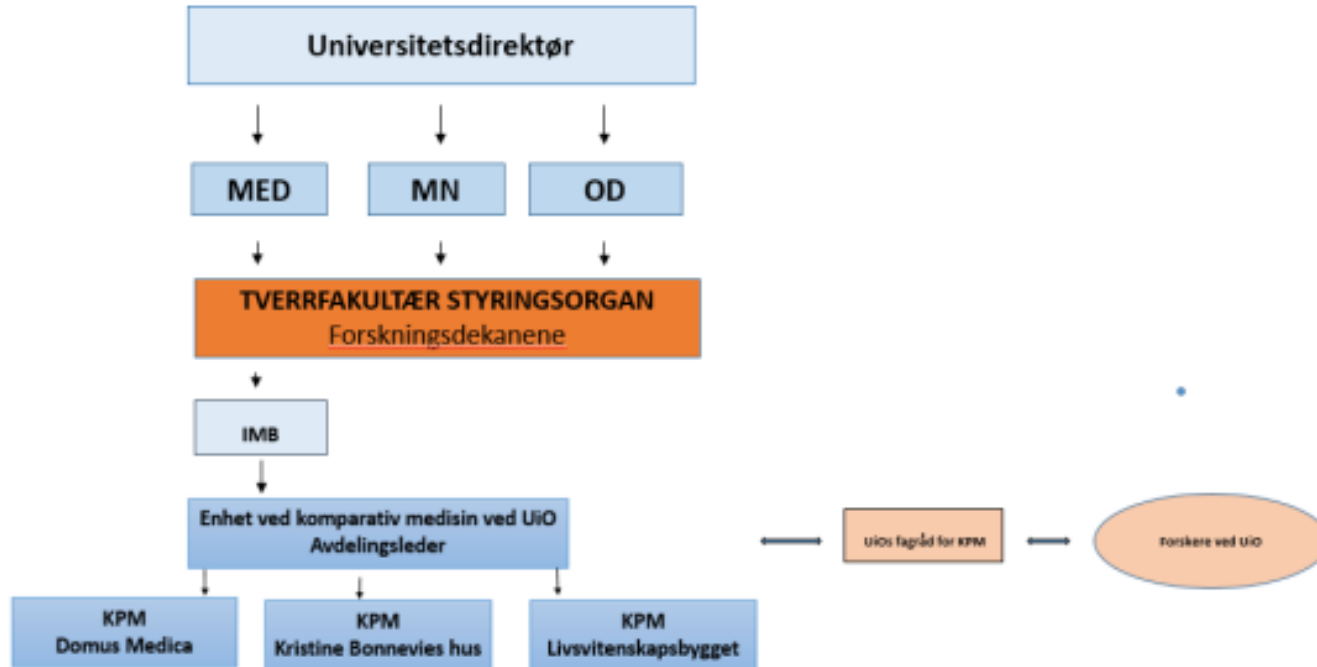 Universitetsdirektør
MED
MN
OD
TVERRFAKULTÆR STYRINGSORGAN
Forskningsdekanene
IMB
Enhet ved komparativ medisin ved UiO
Avdelingsleder
UiOs fagråd for KPM
Forskere ved UiO
KPM
Domus Medica
KPM
Kristine Bonnevies hus
KPM
Livsvitenskapsbygget